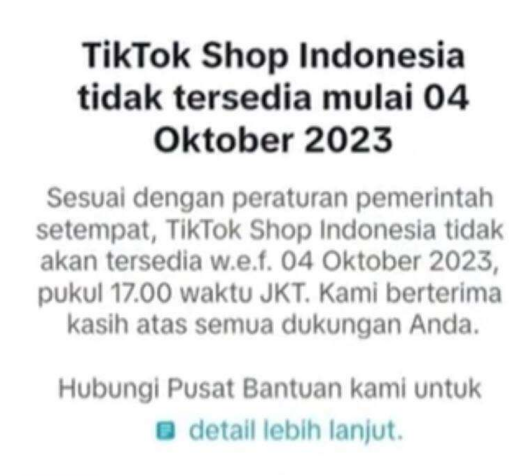 TikTok Shop Indonesia
tidak tersedia mulai 04
Oktober 2023
Sesuai dengan peraturan pemerintah
setempat, TikTok Shop Indonesia tidak
akan tersedia w.e.f. 04 Oktober 2023,
pukul 17.00 waktu JKT. Kami berterima
kasih atas semua dukungan Anda.
Hubungi Pusat Bantuan kami untuk
detail lebih lanjut.